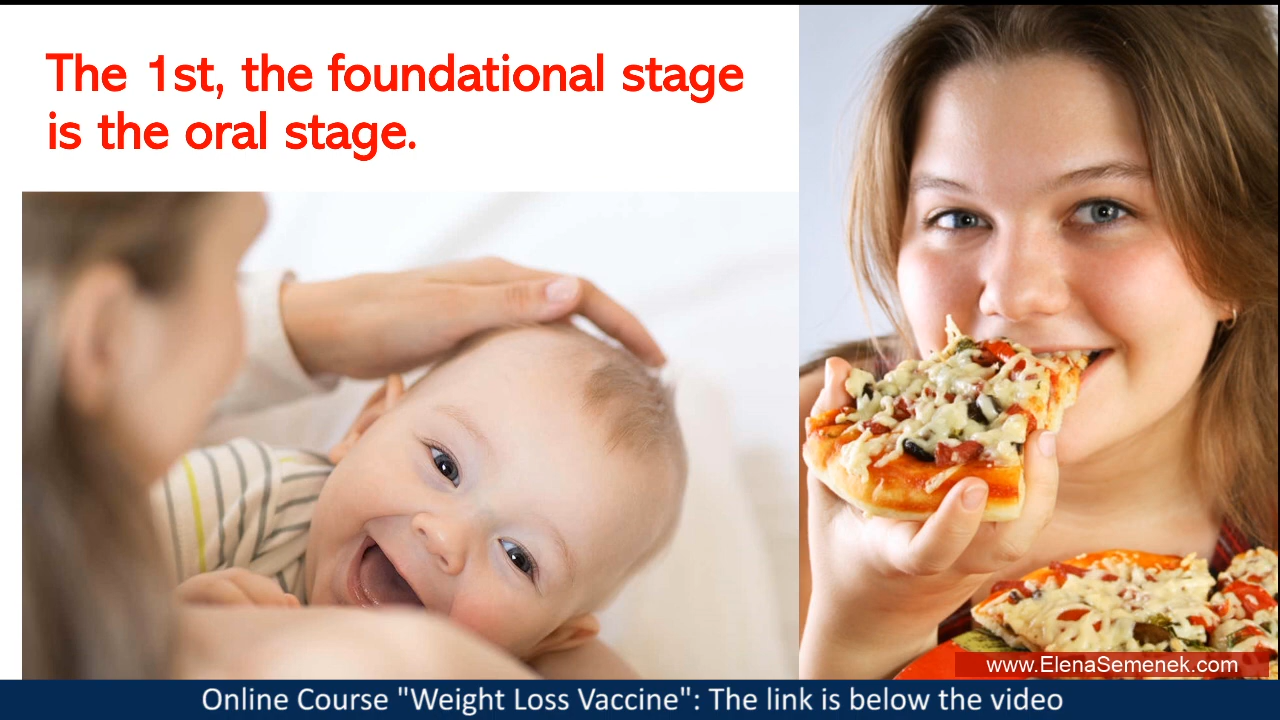 The 1st, the foundational stage
is the oral stage.
www.ElenaSemenek.com
Online Course "Weight Loss Vaccine": The link is below the video